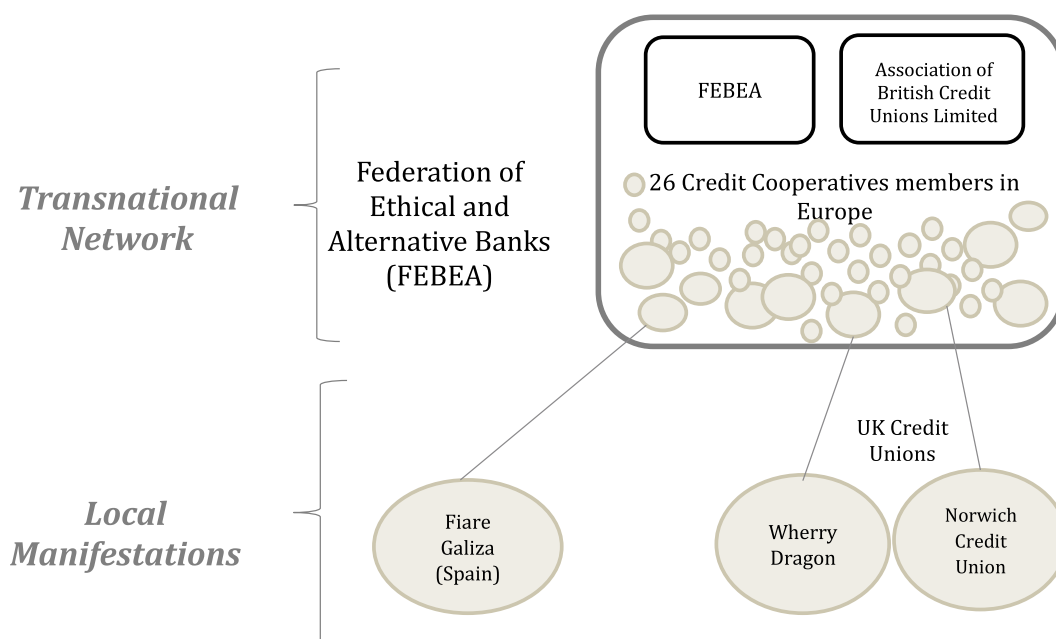 Transnational
Network
Federation of
Ethical and
Alternative Banks
(FEBEA)
FEBEA
Association of
British Credit
Unions Limited
26 Credit Cooperatives members in
Europe
Local
Manifestations
UK Credit
Unions
Fiare
Galiza
(Spain)
Wherry
Dragon
Norwich
Credit
Union